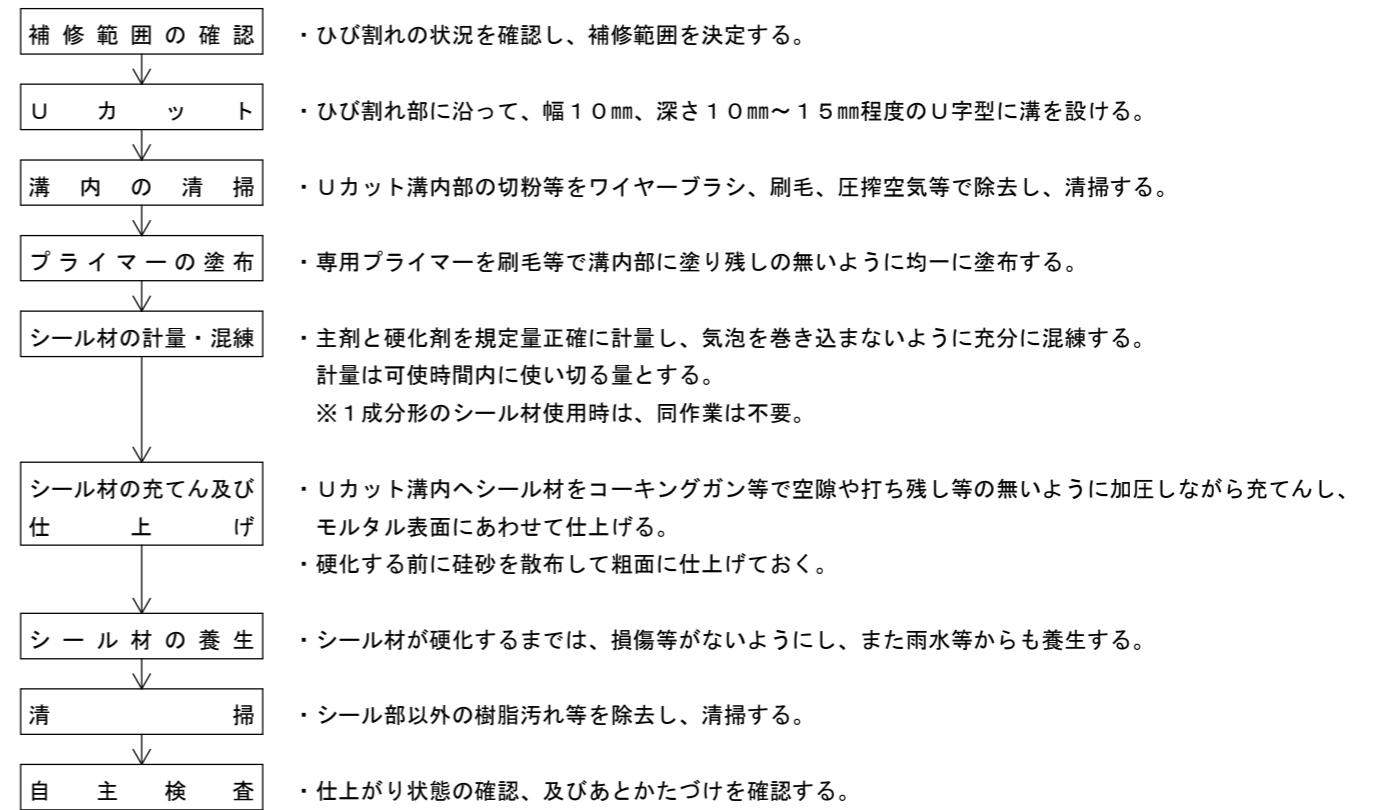 補修範囲の確認 ・ひび割れの状況を確認し、補修範囲を決定する。
Uカット ・ひび割れ部に沿って、幅10㎜、深さ10㎜~15㎜程度のU字型に溝を設ける。
溝内の清掃 ・Uカット溝内部の切粉等をワイヤーブラシ、刷毛、圧搾空気等で除去し、清掃する。
プライマーの塗布 ・専用プライマーを刷毛等で溝内部に塗り残しの無いように均一に塗布する。
シール材の計量・混練 ・主剤と硬化剤を規定量正確に計量し、気泡を巻き込まないように充分に混練する。
計量は可使時間内に使い切る量とする。
※1成分形のシール材使用時は、同作業は不要。
シール材の充てん及び ・Uカット溝内へシール材をコーキングガン等で空隙や打ち残し等の無いように加圧しながら充てんし、
仕上げ モルタル表面にあわせて仕上げる。
・硬化する前に硅砂を散布して粗面に仕上げておく。
シール材の養生 ・シール材が硬化するまでは、損傷等がないようにし、また雨水等からも養生する。
清掃 ・シール部以外の樹脂汚れ等を除去し、清掃する。
自主検査 ・仕上がり状態の確認、及びあとかたづけを確認する。